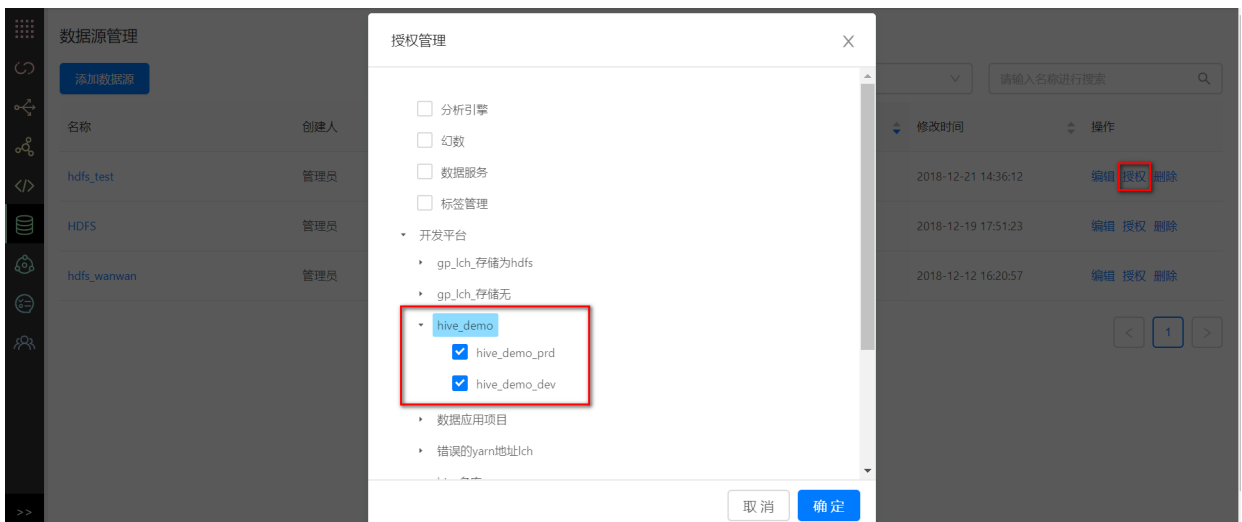 数据源管理
授权管理
添加数据源
请输入名称进行搜索
名称
创建人
修改时间
操作
hdfs_test
管理员
2018-12-21 14:36:12
编辑 授权 删除
HDFS
管理员
2018-12-19 17:51:23
编辑 授权 删除
hdfs_wanwan
管理员
2018-12-12 16:20:57
编辑 授权 删除
< 1 >
分析引擎
幻数
数据服务
标签管理
开发平台
gp_lch_存储为hdfs
gp_lch_存储无
hive_demo
hive_demo_prd
hive_demo_dev
数据应用项目
错误的yarn地址lch
取消
确定
>>